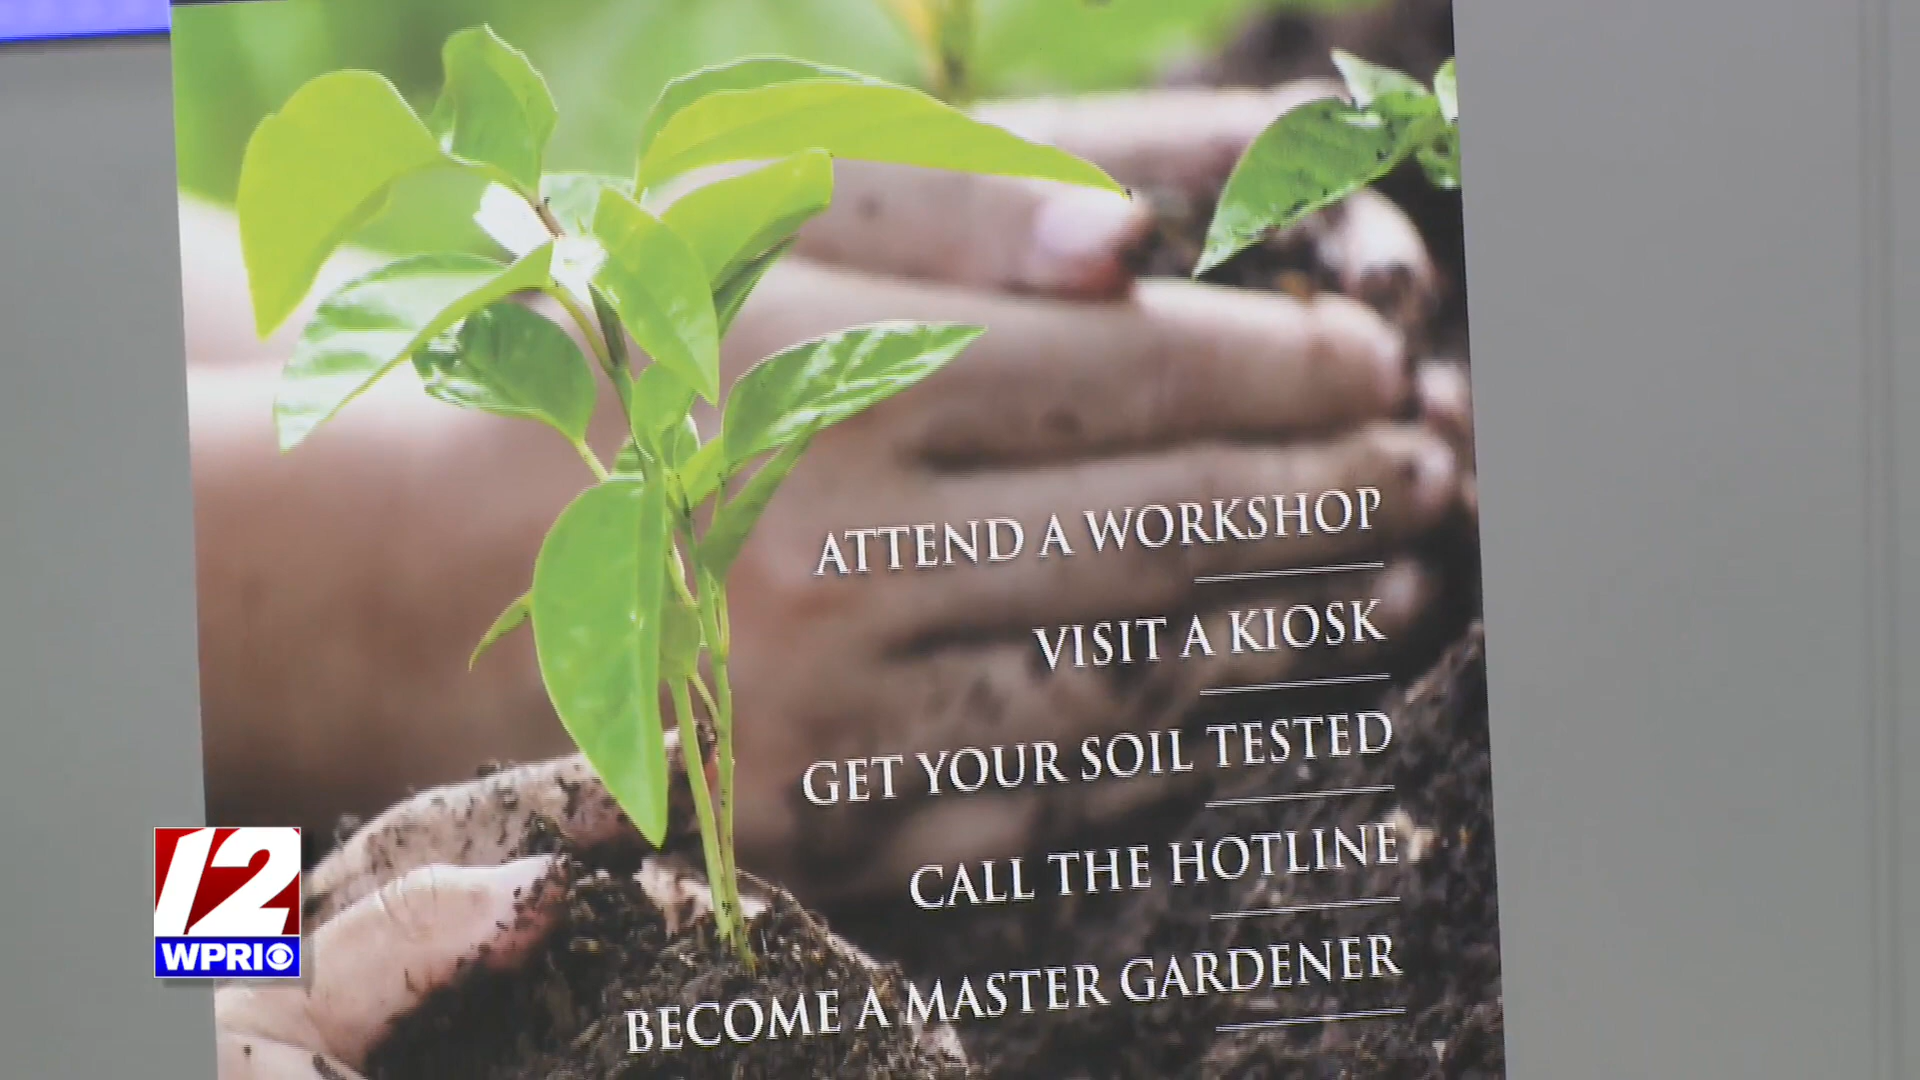 ATTEND A WORKSHOP
VISIT A KIOSK
GET YOUR SOIL TESTED
CALL THE HOTLINE
BECOME A MASTER GARDENER
12
WPRI